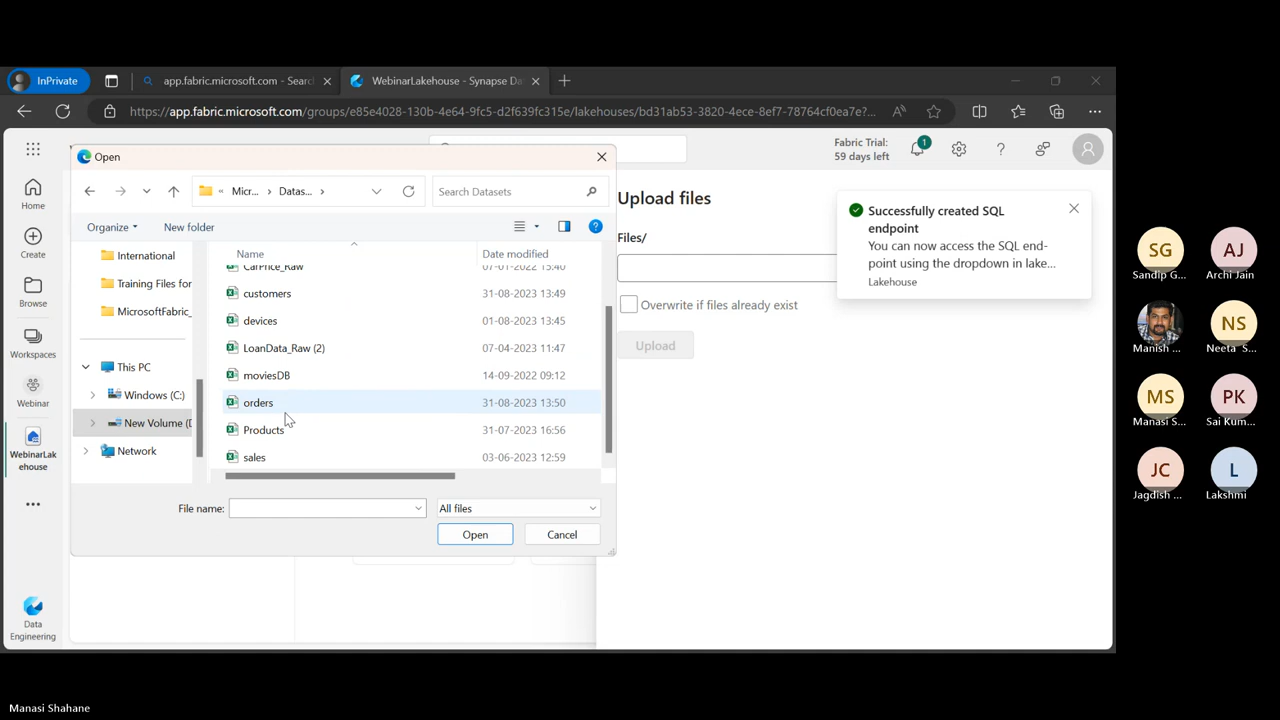 InPrivate
app.fabric.microsoft.com - Searc
WebinarLakehouse - Synapse Da
https://app.fabric.microsoft.com/groups/e85e4028-130b-4e64-9fc5-d2f639fc315e/lakehouses/bd31ab53-3820-4ece-8ef7-78764cf0ea7e?...
Fabric Trial:
59 days left
1
Home
Create
Browse
Workspaces
Webinar
WebinarLak
ehouse
Data
Engineering
Open
Micr...
Datas...
Search Datasets
Organize
New folder
International
Training Files for
MicrosoftFabric_
This PC
Windows (C:)
New Volume (D
Network
Name
Date modified
CarPrice_Raw 07-01-2022 15:40
customers 31-08-2023 13:49
devices 01-08-2023 13:45
LoanData_Raw (2) 07-04-2023 11:47
moviesDB 14-09-2022 09:12
orders 31-08-2023 13:50
Products 31-07-2023 16:56
sales 03-06-2023 12:59
File name:
All files
Open
Cancel
Upload files
Files/
Overwrite if files already exist
Upload
Successfully created SQL
endpoint
You can now access the SQL end-
point using the dropdown in lake...
Lakehouse
SG
Sandip G...
AJ
Archi Jain
Manish ...
NS
Neeta S...
MS
Manasi S...
PK
Sai Kum...
JC
Jagdish ...
L
Lakshmi
Manasi Shahane